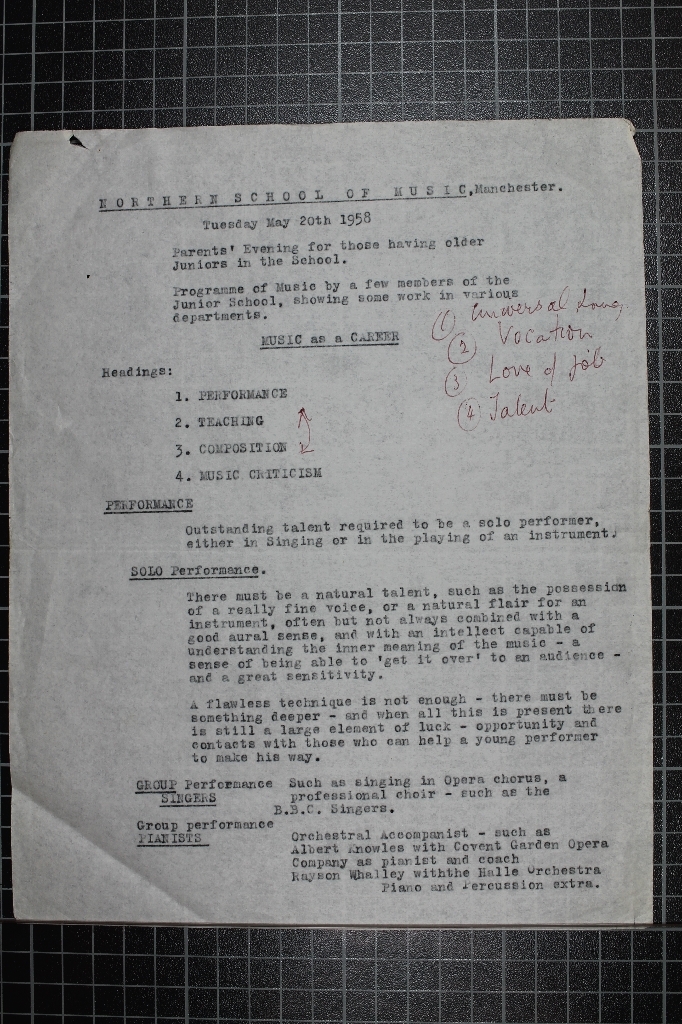 NORTHERN SCHOOL OF MUSIC, Manchester.
Tuesday May 20th 1958
Parents' Evening for those having older
Juniors in the School.
Programme of Music by a few members of the
Junior School, showing some work in various
departments.
① Universal Lang.
② Vocation
③ Love of job
④ Talent
MUSIC as a CAREER
Headings:
1. PERFORMANCE
2. TEACHING
3. COMPOSITION
4. MUSIC CRITICISM
PERFORMANCE
Outstanding talent required to be a solo performer,
either in Singing or in the playing of an instrument.
SOLO Performance.
There must be a natural talent, such as the possession
of a really fine voice, or a natural flair for an
instrument, often but not always combined with a
good aural sense, and with an intellect capable of
understanding the inner meaning of the music - a
sense of being able to 'get it over' to an audience -
and a great sensitivity.
A flawless technique is not enough - there must be
something deeper - and when all this is present there
is still a large element of luck - opportunity and
contacts with those who can help a young performer
to make his way.
GROUP Performance Such as singing in Opera chorus, a
SINGERS professional choir - such as the
B.B.C. Singers.
Group performance
PIANISTS Orchestral Accompanist - such as
Albert Knowles with Covent Garden Opera
Company as pianist and coach
Rayson Whalley withthe Halle Orchestra
Piano and Percussion extra.